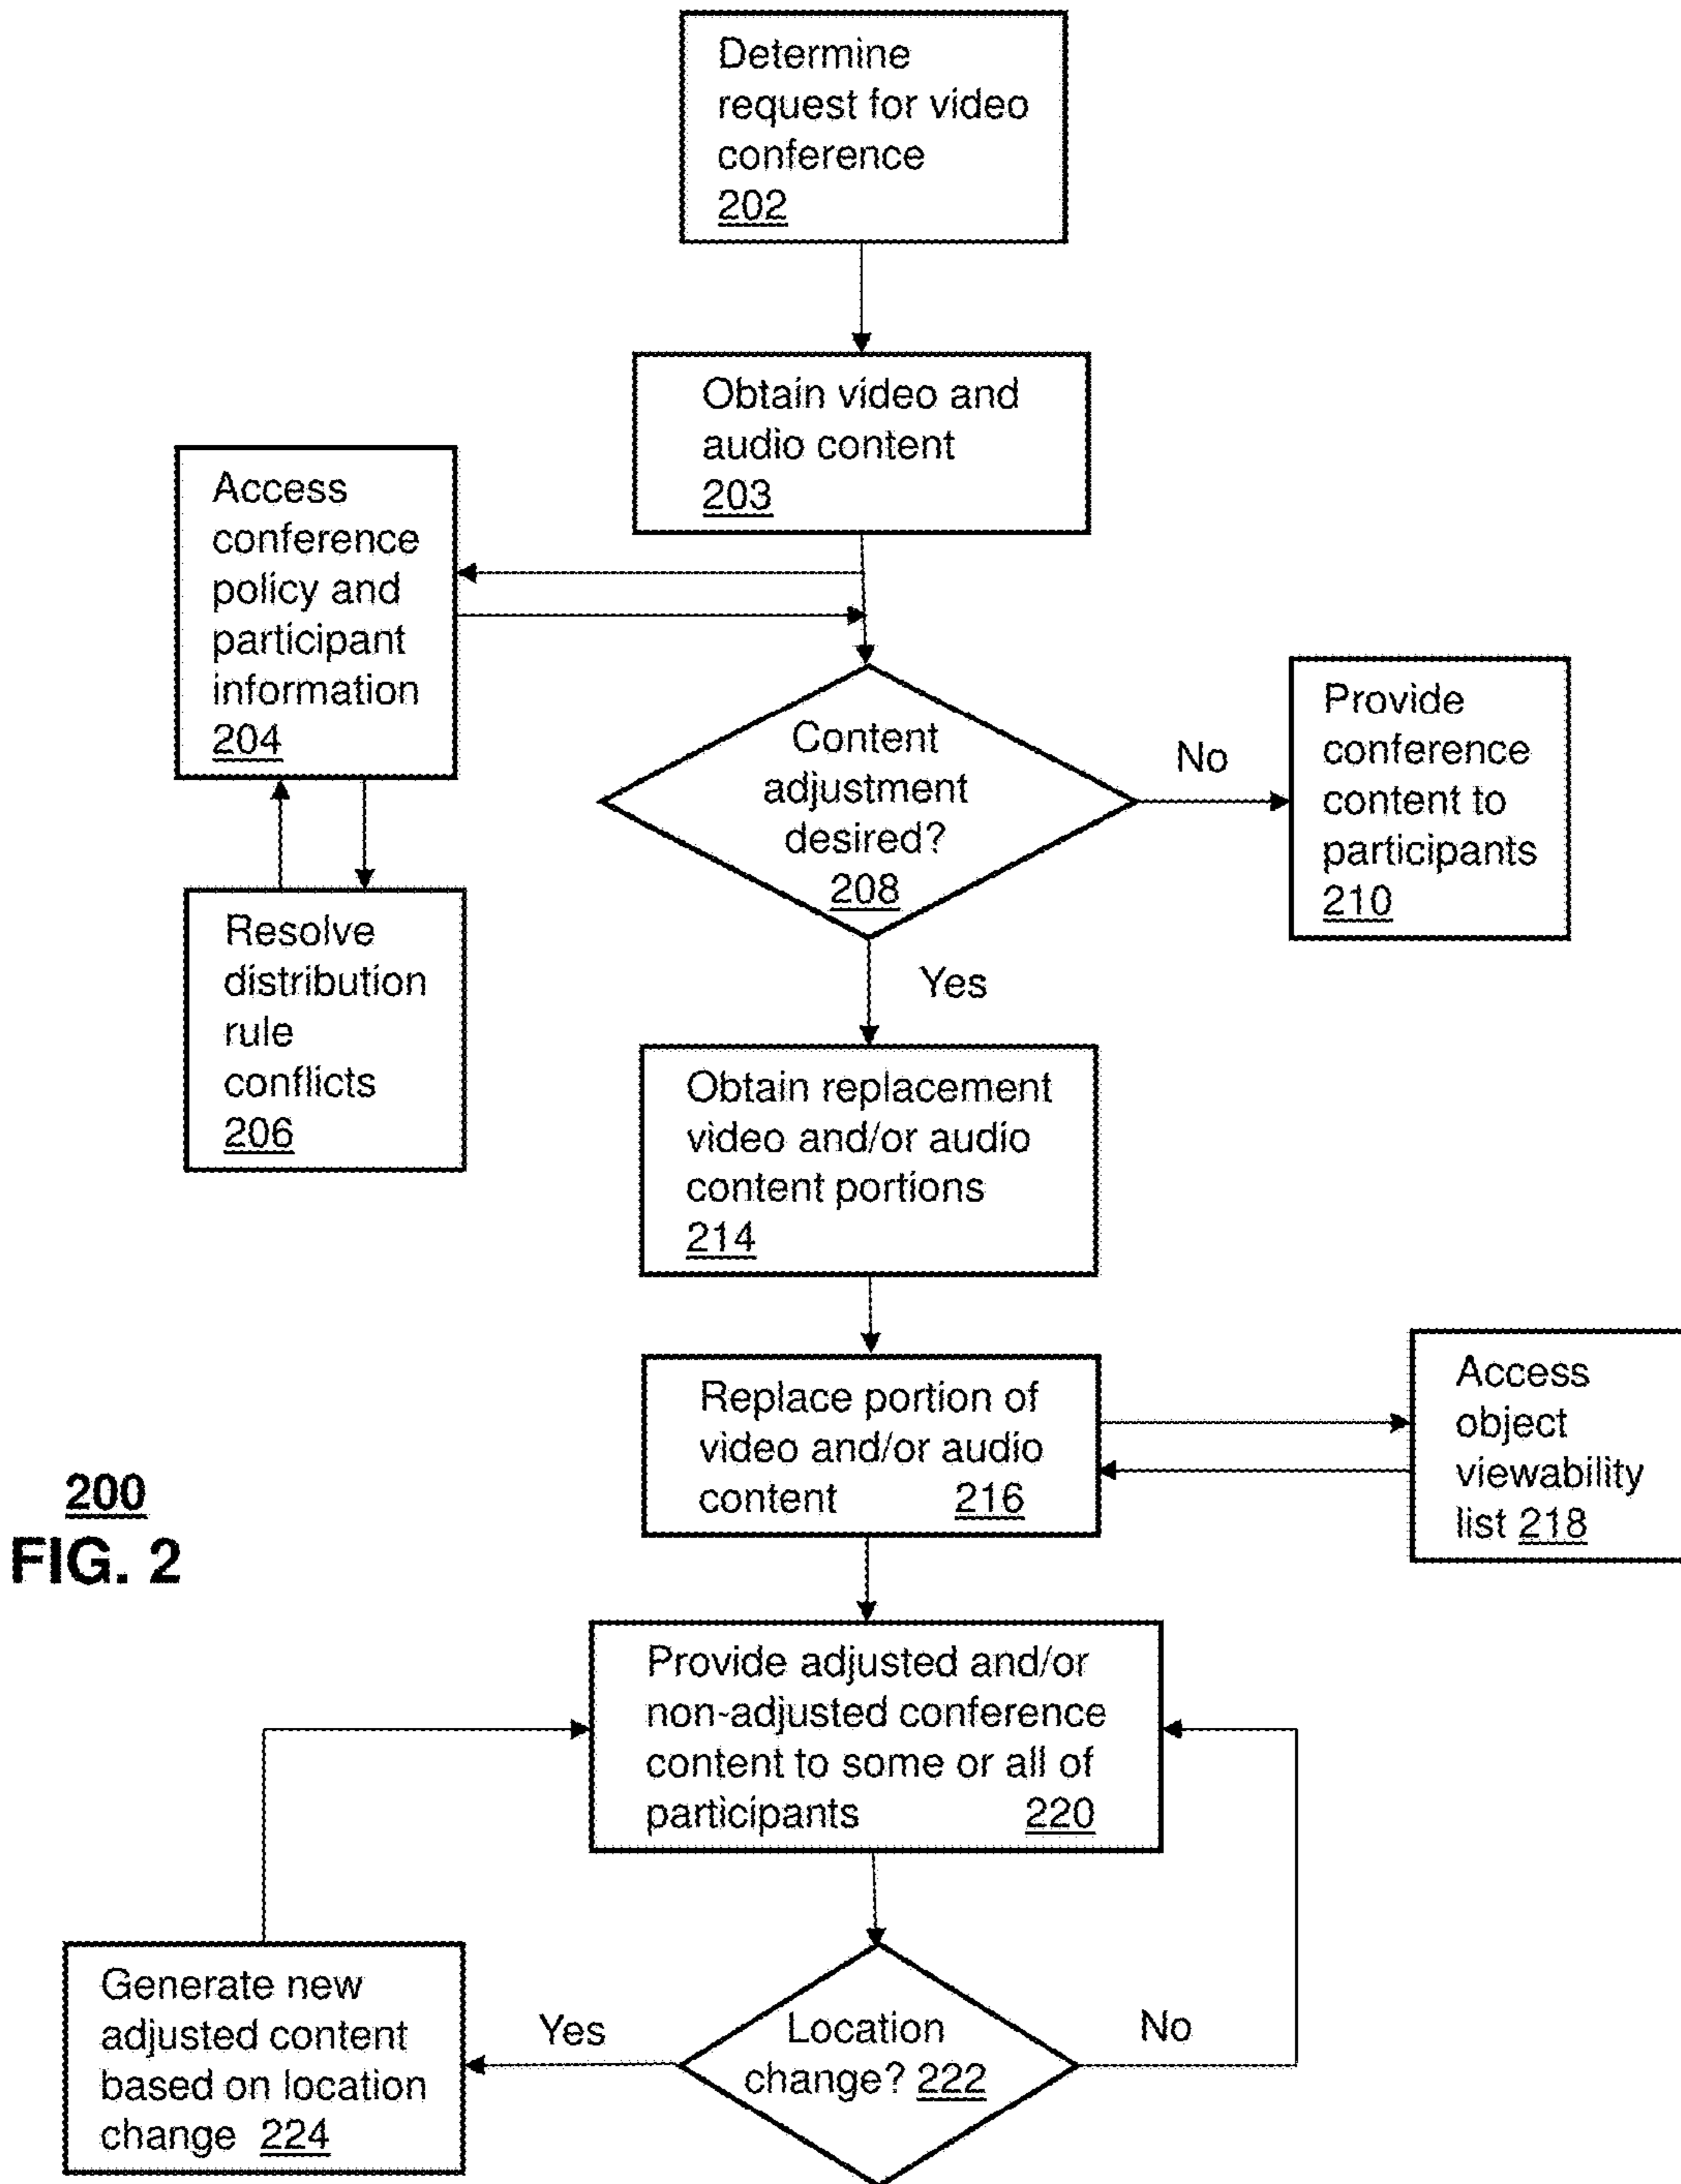 Determine
request for video
conference
202
Obtain video and
audio content
203
Access
conference
policy and
participant
information
204
Resolve
distribution
rule
conflicts
206
Content
adjustment
desired?
208
No
Provide
conference
content to
participants
210
Yes
Obtain replacement
video and/or audio
content portions
214
Replace portion of
video and/or audio
content 216
Access
object
viewability
list 218
200
FIG. 2
Provide adjusted and/or
non-adjusted conference
content to some or all of
participants 220
Generate new
adjusted content
based on location
change 224
Yes
Location
change? 222
No